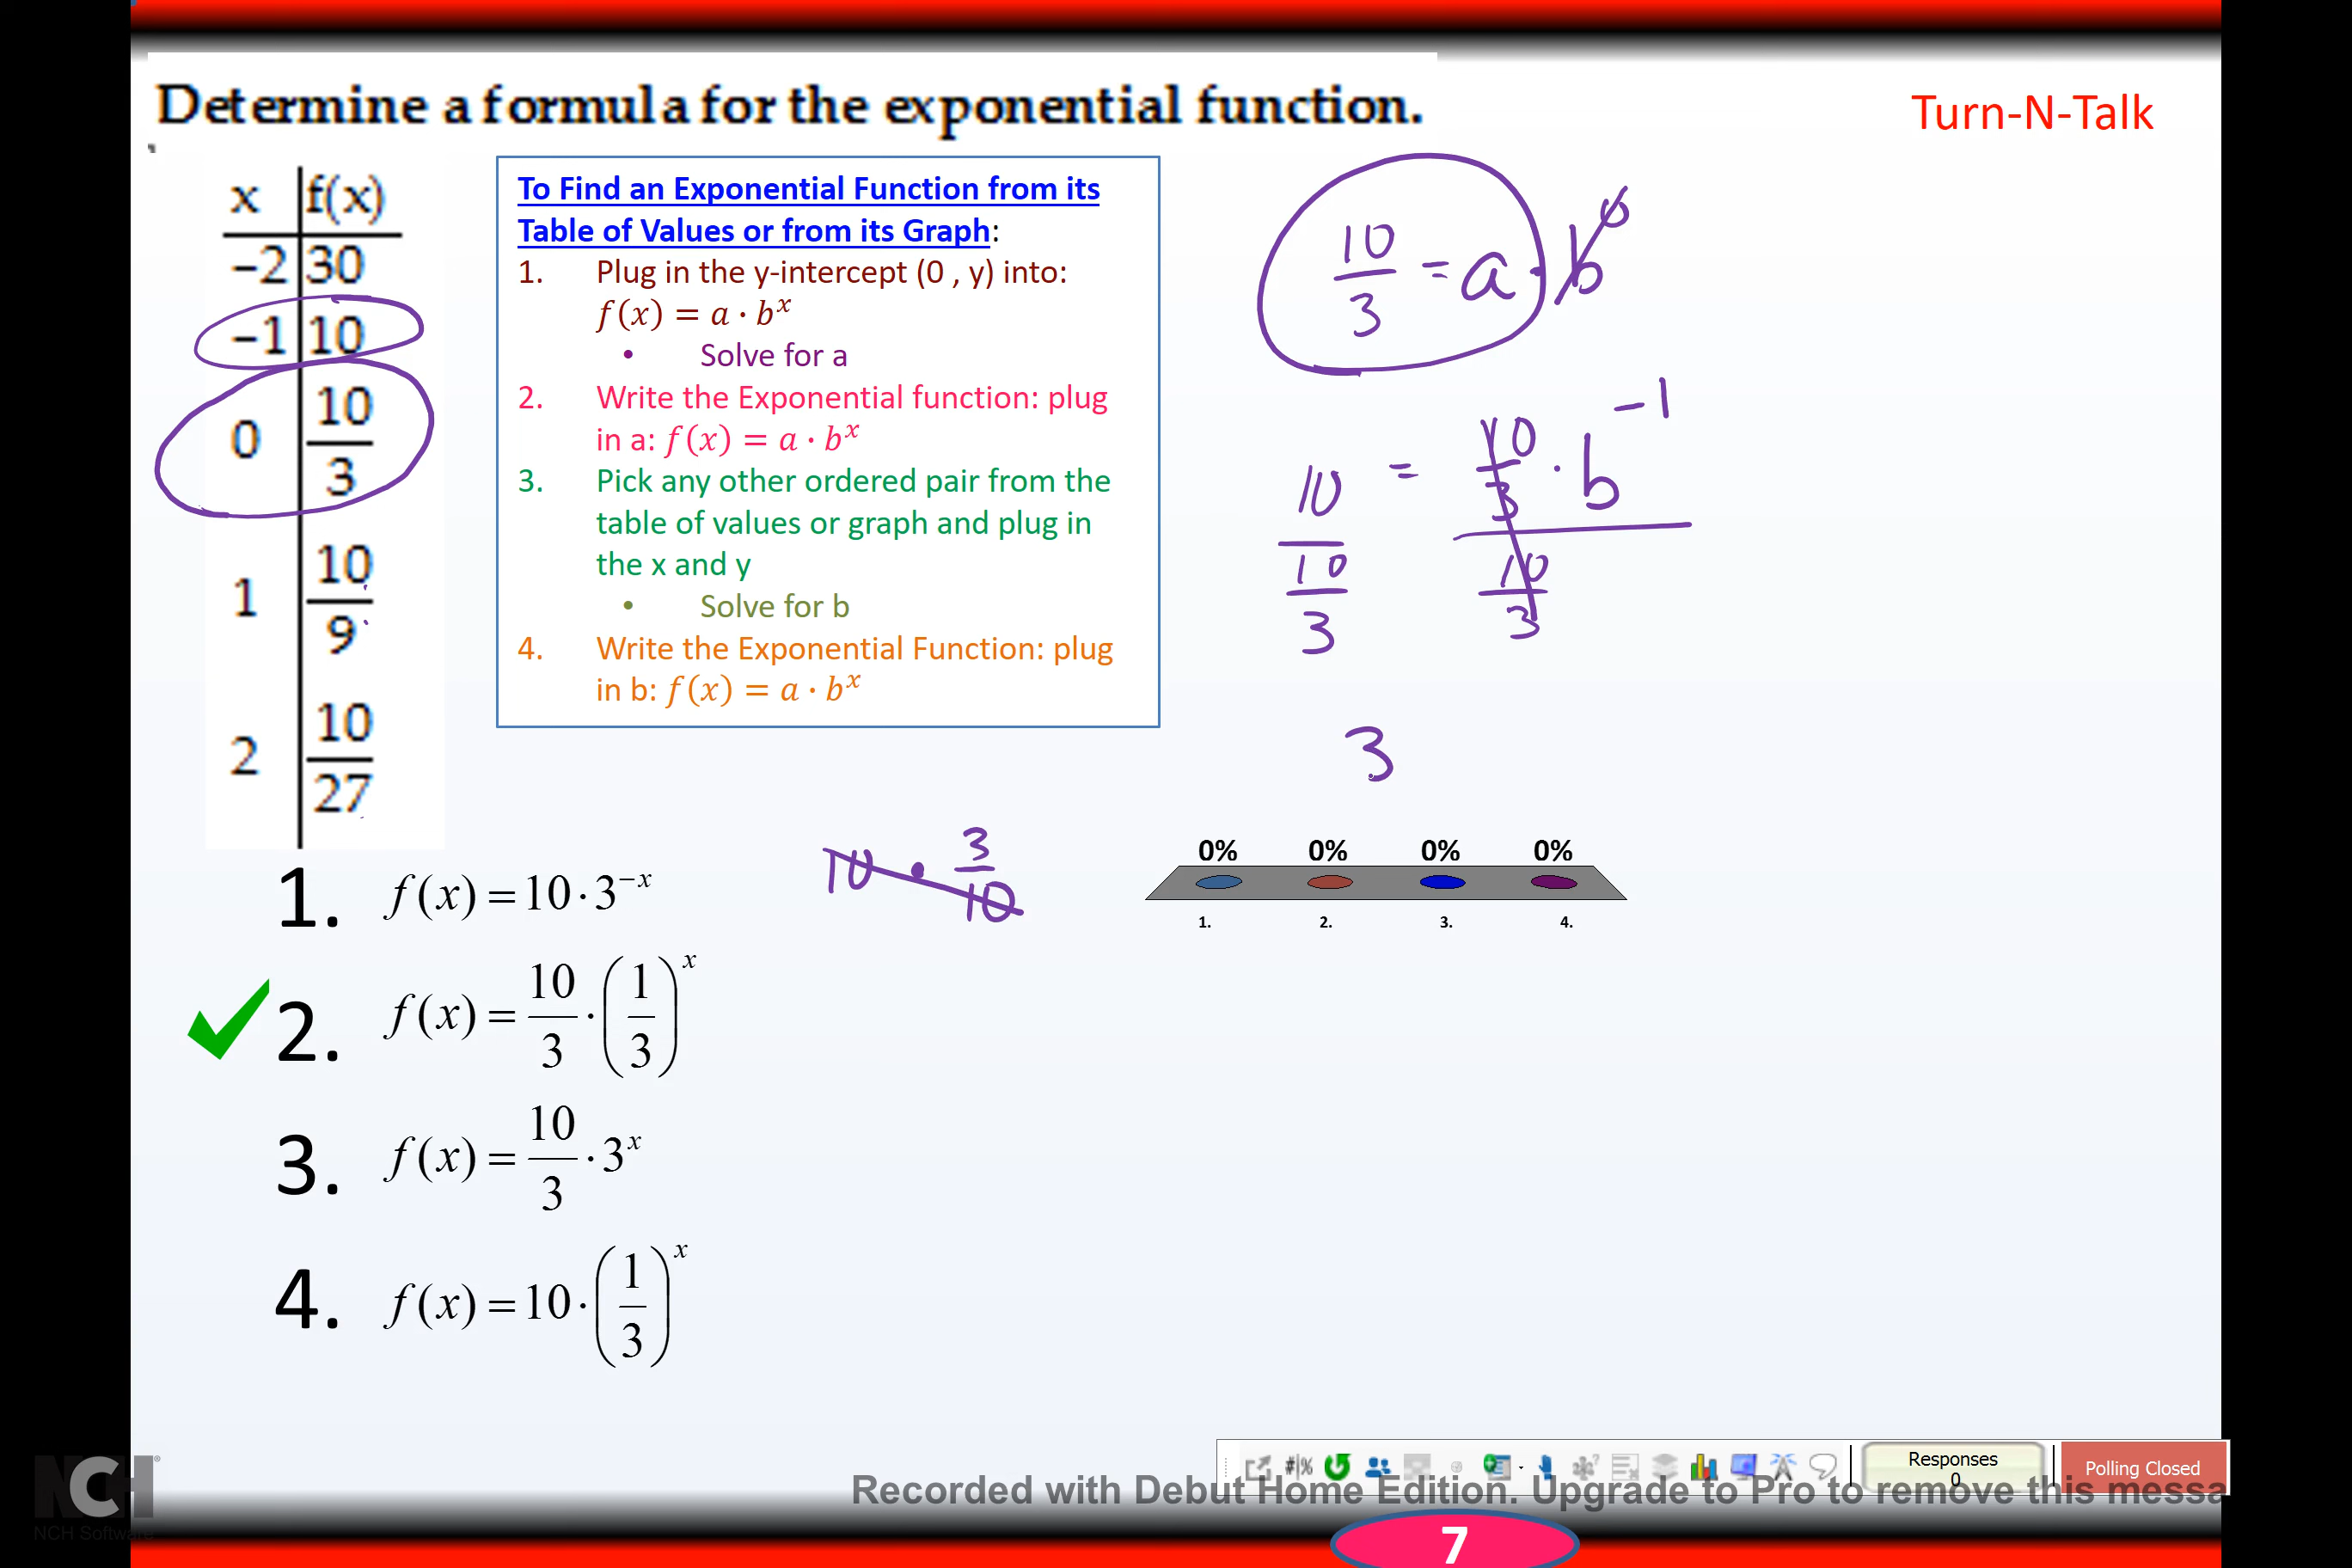 Determine a formula for the exponential function.
Turn-N-Talk
x f(x)
−2 30
−1 10
0 10/3
1 10/9
2 10/27
To Find an Exponential Function from its
Table of Values or from its Graph:
1. Plug in the y-intercept (0 , y) into:
f(x) = a · b^x
• Solve for a
2. Write the Exponential function: plug
in a: f(x) = a · b^x
3. Pick any other ordered pair from the
table of values or graph and plug in
the x and y
• Solve for b
4. Write the Exponential Function: plug
in b: f(x) = a · b^x
10/3 = a · b^0
10/(10/3) = (10/3 · b^−1)/(10/3)
3
10 · 3/10
0% 0% 0% 0%
1. 2. 3. 4.
1. f(x) = 10 · 3^−x
2. f(x) = 10/3 · (1/3)^x
3. f(x) = 10/3 · 3^x
4. f(x) = 10 · (1/3)^x
#|%
Responses
0
Polling Closed
Recorded with Debut Home Edition. Upgrade to Pro to remove this messa
NCH
NCH Software
7